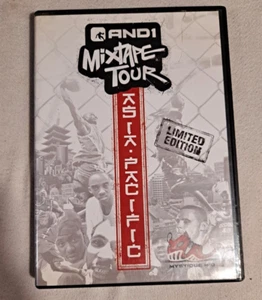 AND1
MIXTAPE
TOUR
ASIA·PACIFIC
LIMITED
EDITION